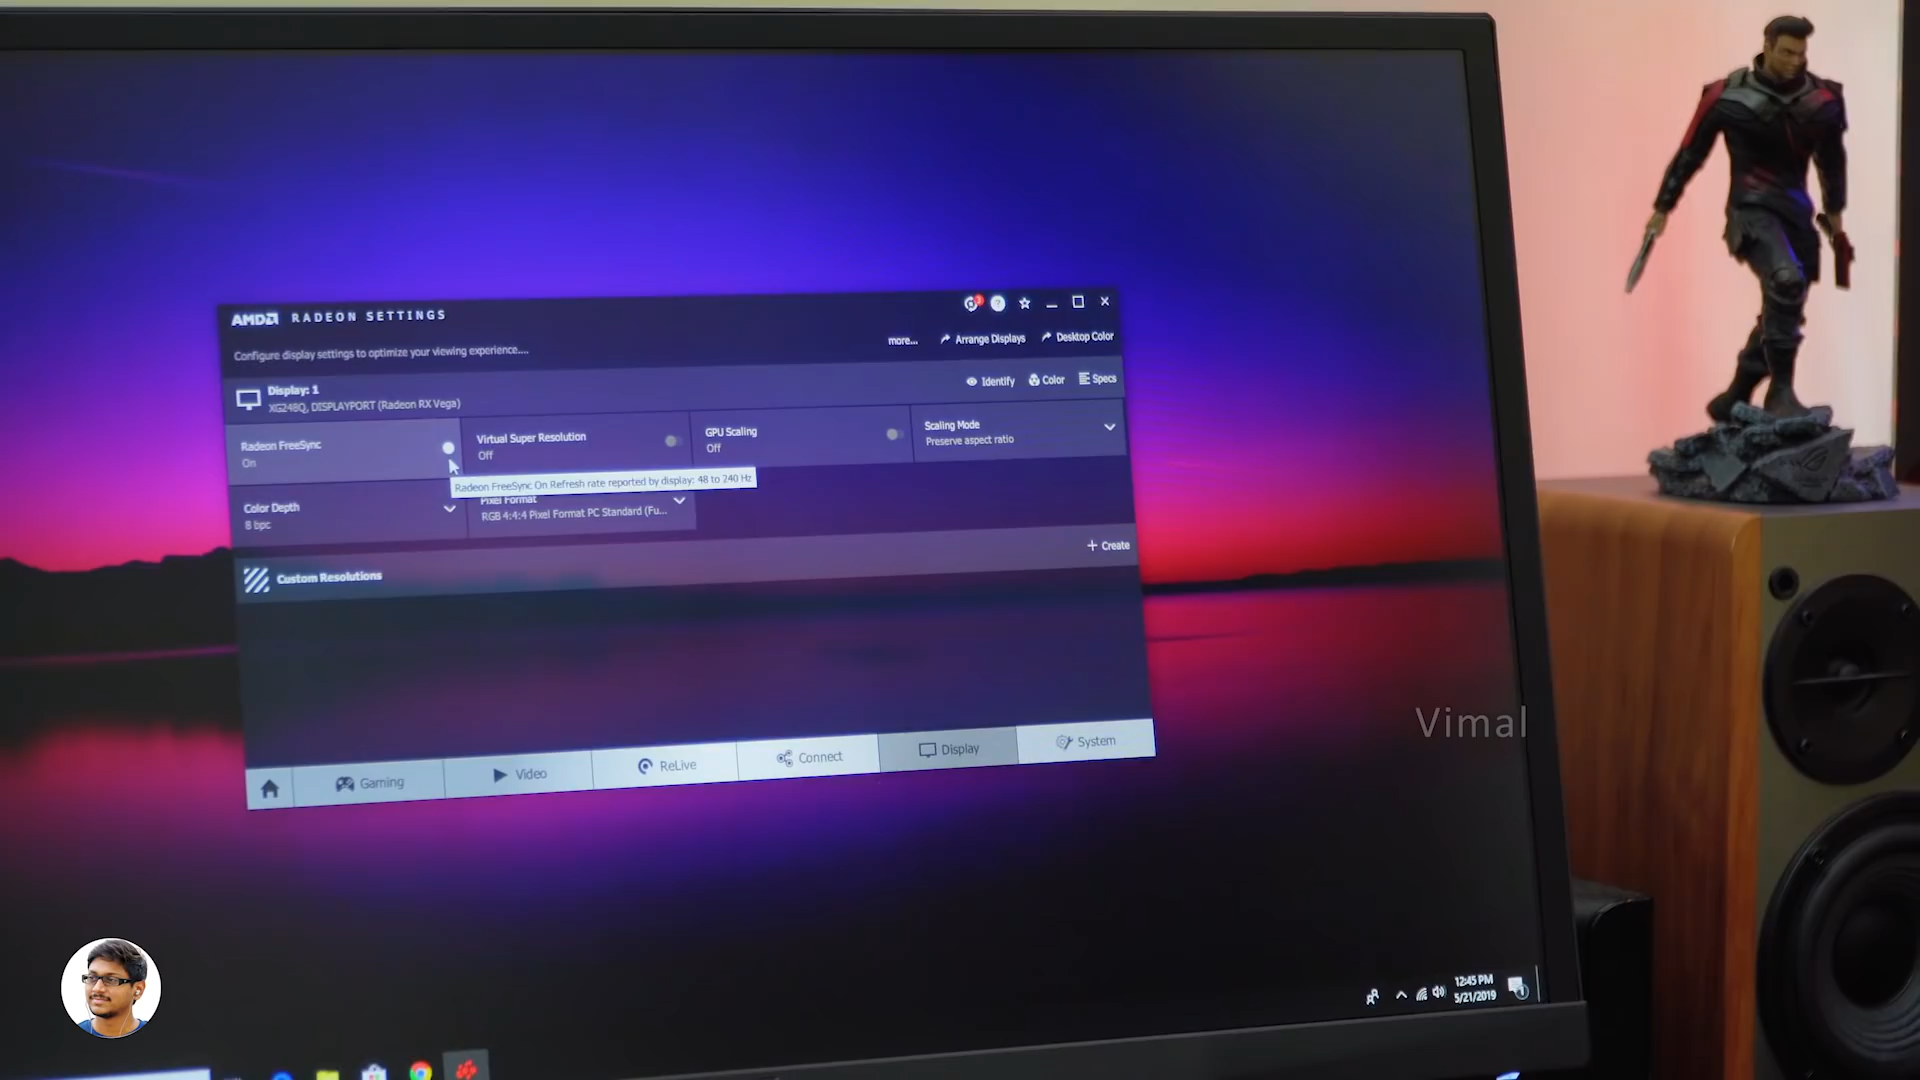 AMD RADEON SETTINGS
Configure display settings to optimize your viewing experience....
more...
Arrange Displays
Desktop Color
Display: 1
XG248Q, DISPLAYPORT (Radeon RX Vega)
Identify
Color
Specs
Radeon FreeSync
On
Virtual Super Resolution
Off
GPU Scaling
Off
Scaling Mode
Preserve aspect ratio
Radeon FreeSync On Refresh rate reported by display: 48 to 240 Hz
Color Depth
8 bpc
Pixel Format
RGB 4:4:4 Pixel Format PC Standard (Fu...
Custom Resolutions
Create
Gaming
Video
ReLive
Connect
Display
System
Vimal
12:45 PM
5/21/2019